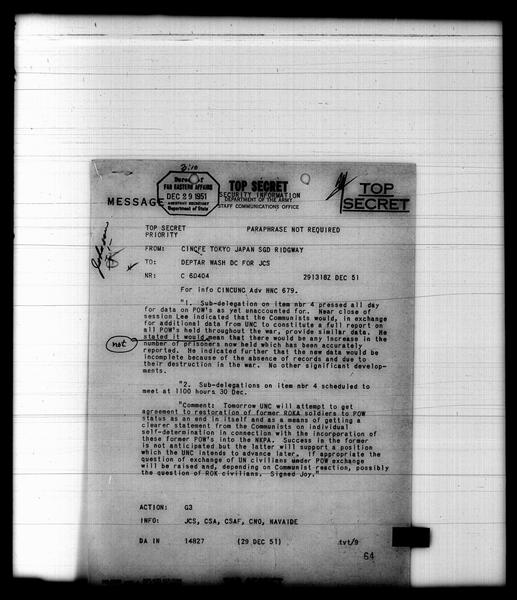 3:10
Bureau of
FAR EASTERN AFFAIRS
DEC 29 1951
Department of State
TOP SECRET
SECURITY INFORMATION
DEPARTMENT OF THE ARMY
STAFF COMMUNICATIONS OFFICE
MESSAGE
TOP
SECRET
TOP SECRET
PRIORITY
PARAPHRASE NOT REQUIRED
FROM: CINCFE TOKYO JAPAN SGD RIDGWAY
TO: DEPTAR WASH DC FOR JCS
NR: C 60404 291318Z DEC 51
For info CINCUNC Adv HNC 679.
"1. Sub-delegation on item nbr 4 pressed all day
for data on POW's as yet unaccounted for. Near close of
session Lee indicated that the Communists would, in exchange
for additional data from UNC to constitute a full report on
all POW's held throughout the war, provide similar data. He
stated it would mean that there would be any increase in the
not
number of prisoners now held which has been accurately
reported. He indicated further that the new data would be
incomplete because of the absence of records and due to
their destruction in the war. No other significant develop-
ments.
"2. Sub-delegations on item nbr 4 scheduled to
meet at 1100 hours 30 Dec.
"Comment: Tomorrow UNC will attempt to get
agreement to restoration of former ROKA soldiers to POW
status as an end in itself and as a means of getting a
clearer statement from the Communists on individual
self-determination in connection with the incorporation of
these former POW's into the NKPA. Success in the former
is not anticipated but the latter will support a position
which the UNC intends to advance later. If appropriate the
question of exchange of UN civilians under POW exchange
will be raised and, depending on Communist reaction, possibly
the question of ROK civilians. Signed Joy."
ACTION: G3
INFO: JCS, CSA, CSAF, CNO, NAVAIDE
DA IN 14827 (29 DEC 51) tvt/9
64